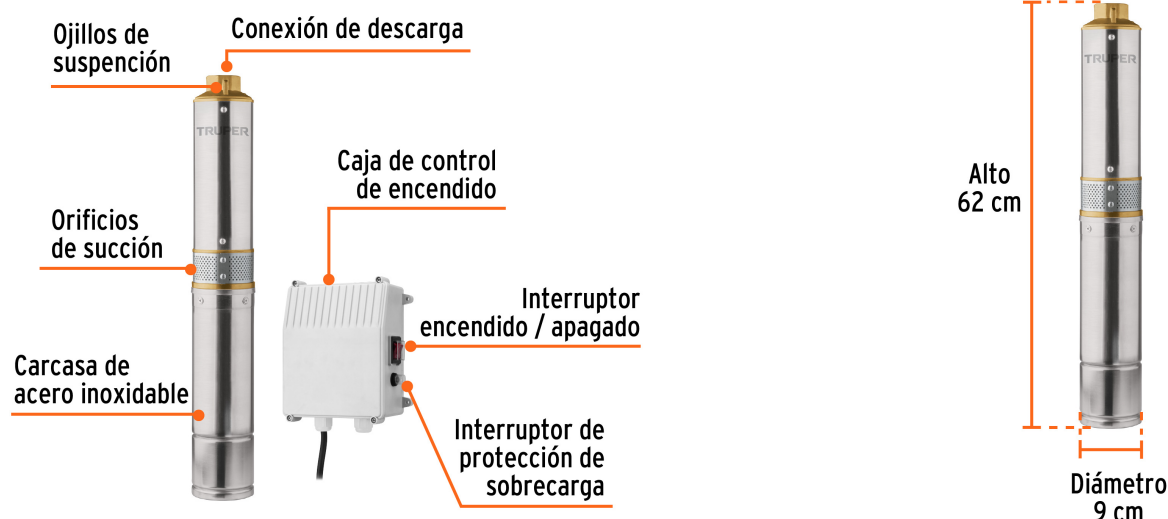 Ojillos de
suspención
Conexión de descarga
TRUPER
Caja de control
de encendido
Orificios
de succión
Interruptor
encendido / apagado
Carcasa de
acero inoxidable
Interruptor de
protección de
sobrecarga
TRUPER
Alto
62 cm
Diámetro
9 cm